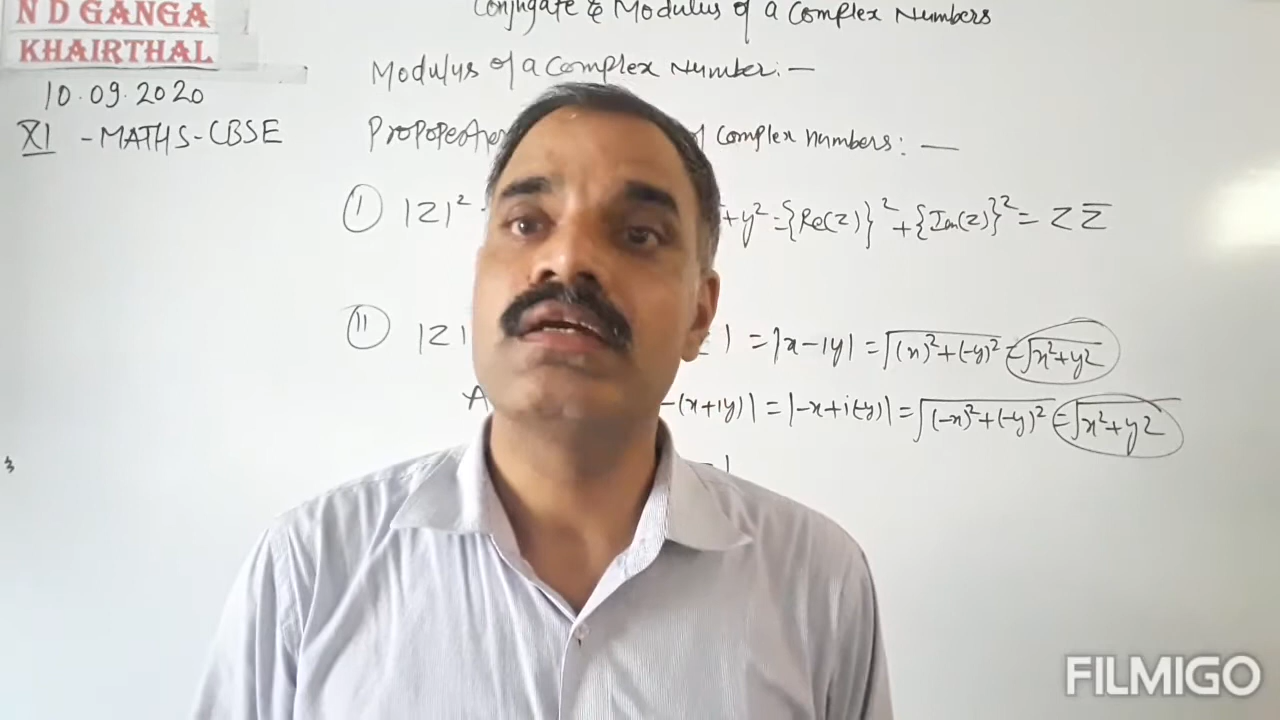 N D GANGA
KHAIRTHAL
10.09.2020
XI - MATHS-CBSE
Conjugate & Modulus of a Complex Numbers
Modulus of a Complex Number:-
of Complex numbers: —
(I) |Z|² + y² = {Re(Z)}² + {Im(Z)}² = Z Z̅
(II) |Z| | = |x-iy| = √(x)²+(-y)² = √x²+y²
-(x+iy)| = |-x+i(-y)| = √(-x)²+(-y)² = √x²+y²
FILMIGO